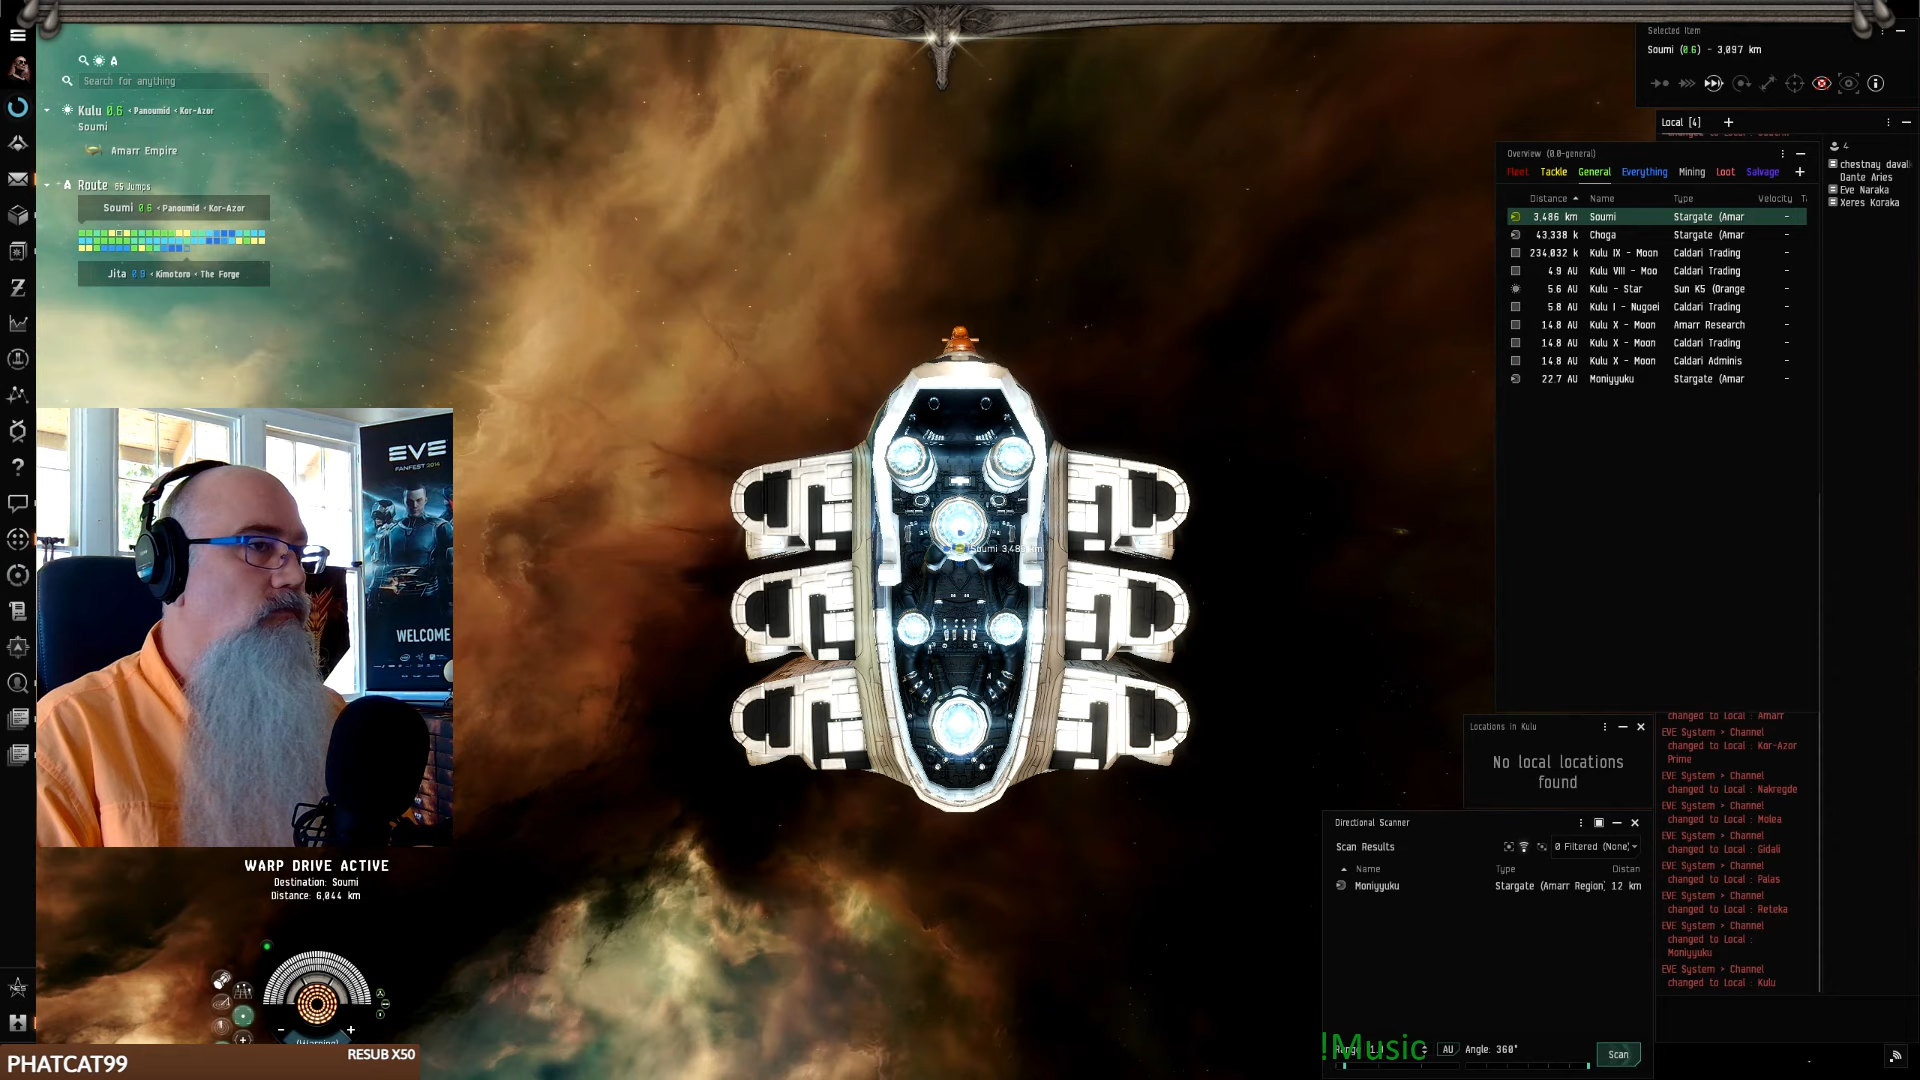 Search for anything
Kulu 0.6 < Panoumid < Kor-Azor
Soumi
Amarr Empire
Route 65 Jumps
Soumi 0.6 < Panoumid < Kor-Azor
Jita 0.9 < Kimotoro < The Forge
EVE
FANFEST 2014
WELCOME
WARP DRIVE ACTIVE
Destination: Soumi
Distance: 6,044 km
(Warping)
PHATCAT99
RESUB X50
Selected Item
Soumi (0.6) - 3,097 km
Local [4]
4
chestnay daval
Dante Aries
Eve Naraka
Xeres Koraka
Overview (0.0-general)
Fleet Tackle General Everything Mining Loot Salvage
Distance Name Type Velocity
3,486 km Soumi Stargate (Amar -
43,338 k Choga Stargate (Amar -
234,032 k Kulu IX - Moon Caldari Trading -
4.9 AU Kulu VIII - Moo Caldari Trading -
5.6 AU Kulu - Star Sun K5 (Orange -
5.8 AU Kulu I - Nugoei Caldari Trading -
14.8 AU Kulu X - Moon Amarr Research -
14.8 AU Kulu X - Moon Caldari Trading -
14.8 AU Kulu X - Moon Caldari Adminis -
22.7 AU Moniyyuku Stargate (Amar -
Locations in Kulu
No local locations
found
changed to Local : Amarr
EVE System > Channel
changed to Local : Kor-Azor
Prime
EVE System > Channel
changed to Local : Nakregde
EVE System > Channel
changed to Local : Molea
EVE System > Channel
changed to Local : Gidali
EVE System > Channel
changed to Local : Palas
EVE System > Channel
changed to Local : Reteka
EVE System > Channel
changed to Local :
Moniyyuku
EVE System > Channel
changed to Local : Kulu
Directional Scanner
Scan Results
0 Filtered (None)
Name Type Distan
Moniyyuku Stargate (Amarr Region) 12 km
!Music
AU Angle: 360°
Scan